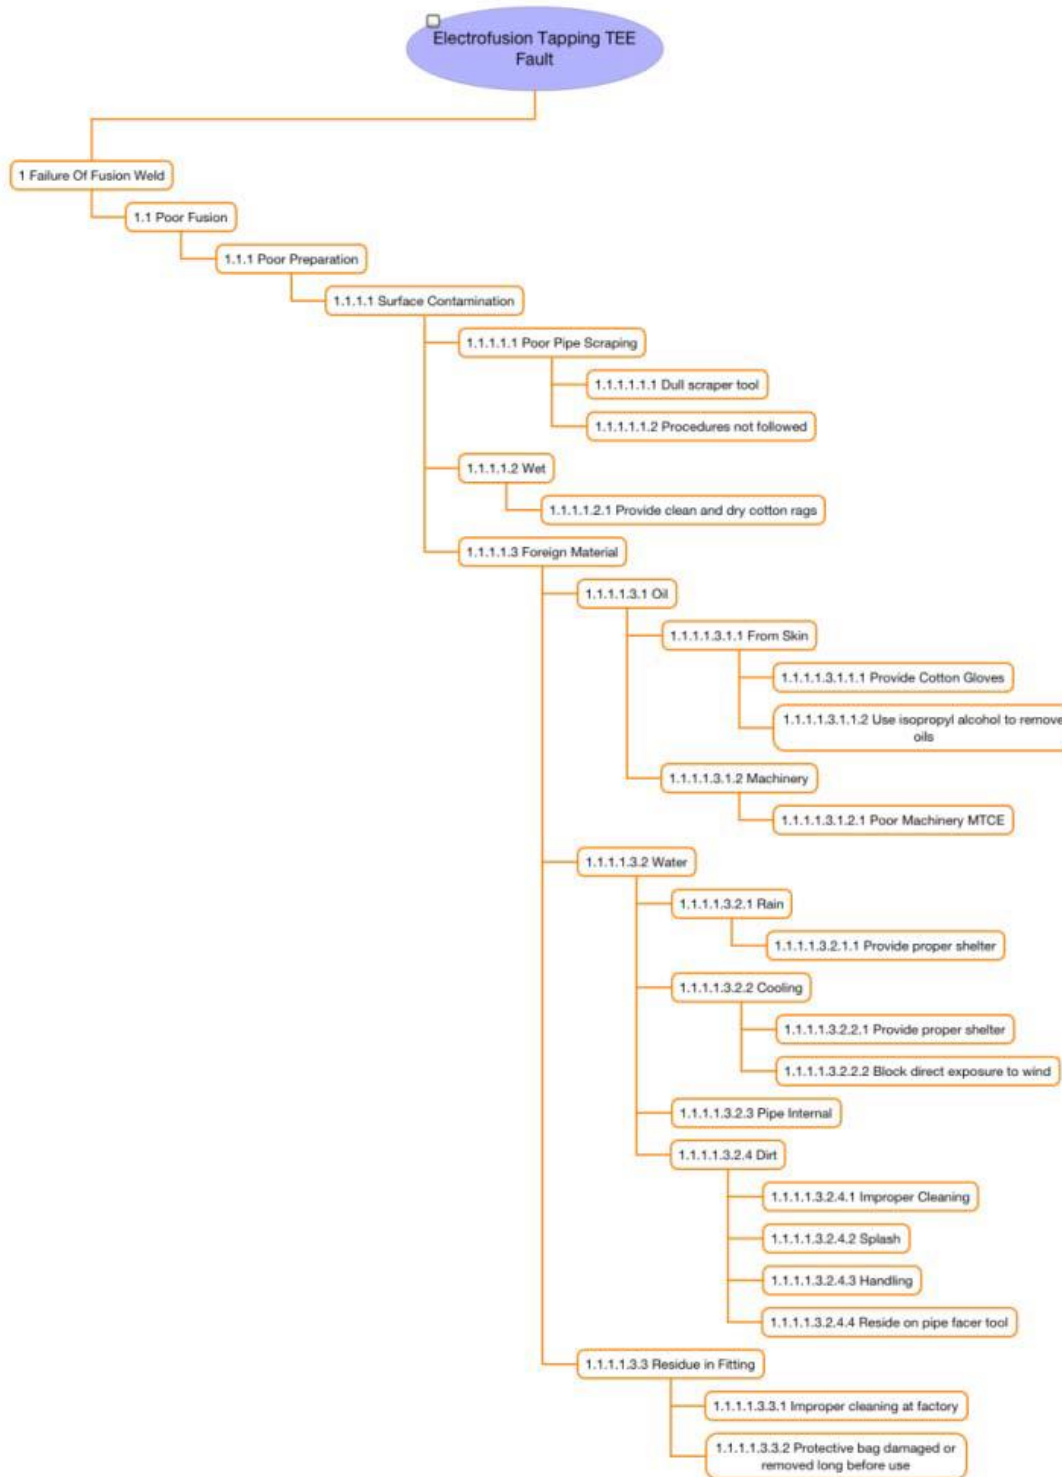 Electrofusion Tapping TEE
Fault
1 Failure Of Fusion Weld
1.1 Poor Fusion
1.1.1 Poor Preparation
1.1.1.1 Surface Contamination
1.1.1.1.1 Poor Pipe Scraping
1.1.1.1.1.1 Dull scraper tool
1.1.1.1.1.2 Procedures not followed
1.1.1.1.2 Wet
1.1.1.1.2.1 Provide clean and dry cotton rags
1.1.1.1.3 Foreign Material
1.1.1.1.3.1 Oil
1.1.1.1.3.1.1 From Skin
1.1.1.1.3.1.1.1 Provide Cotton Gloves
1.1.1.1.3.1.1.2 Use isopropyl alcohol to remove
oils
1.1.1.1.3.1.2 Machinery
1.1.1.1.3.1.2.1 Poor Machinery MTCE
1.1.1.1.3.2 Water
1.1.1.1.3.2.1 Rain
1.1.1.1.3.2.1.1 Provide proper shelter
1.1.1.1.3.2.2 Cooling
1.1.1.1.3.2.2.1 Provide proper shelter
1.1.1.1.3.2.2.2 Block direct exposure to wind
1.1.1.1.3.2.3 Pipe Internal
1.1.1.1.3.2.4 Dirt
1.1.1.1.3.2.4.1 Improper Cleaning
1.1.1.1.3.2.4.2 Splash
1.1.1.1.3.2.4.3 Handling
1.1.1.1.3.2.4.4 Reside on pipe facer tool
1.1.1.1.3.3 Residue in Fitting
1.1.1.1.3.3.1 Improper cleaning at factory
1.1.1.1.3.3.2 Protective bag damaged or
removed long before use